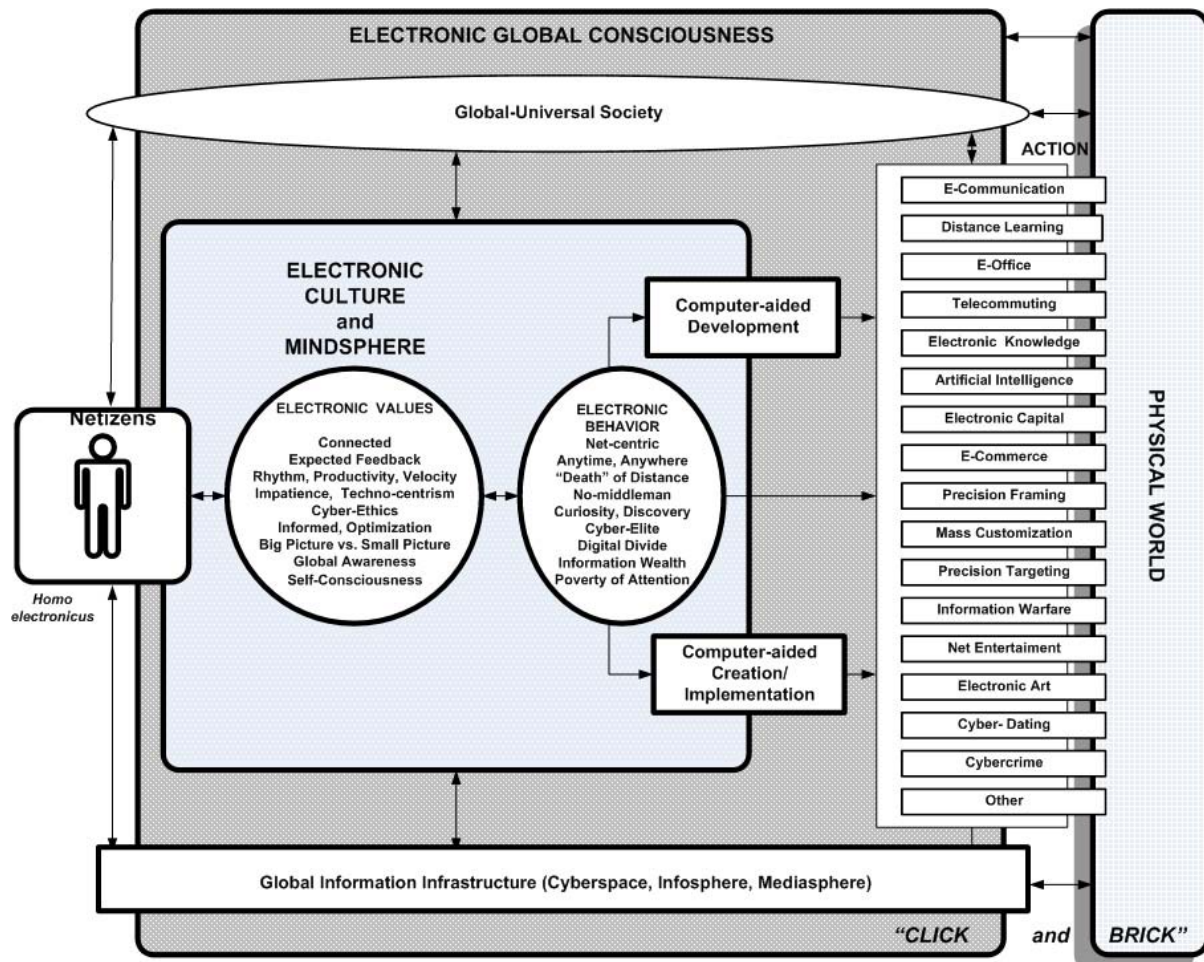 ELECTRONIC GLOBAL CONSCIOUSNESS
Global-Universal Society
ACTION
ELECTRONIC
CULTURE
and
MINDSPHERE
Computer-aided
Development
Netizens
Homo
electronicus
ELECTRONIC VALUES
Connected
Expected Feedback
Rhythm, Productivity, Velocity
Impatience, Techno-centrism
Cyber-Ethics
Informed, Optimization
Big Picture vs. Small Picture
Global Awareness
Self-Consciousness
ELECTRONIC
BEHAVIOR
Net-centric
Anytime, Anywhere
“Death” of Distance
No-middleman
Curiosity, Discovery
Cyber-Elite
Digital Divide
Information Wealth
Poverty of Attention
Computer-aided
Creation/
Implementation
E-Communication
Distance Learning
E-Office
Telecommuting
Electronic Knowledge
Artificial Intelligence
Electronic Capital
E-Commerce
Precision Framing
Mass Customization
Precision Targeting
Information Warfare
Net Entertaiment
Electronic Art
Cyber- Dating
Cybercrime
Other
PHYSICAL WORLD
Global Information Infrastructure (Cyberspace, Infosphere, Mediasphere)
“CLICK and BRICK”